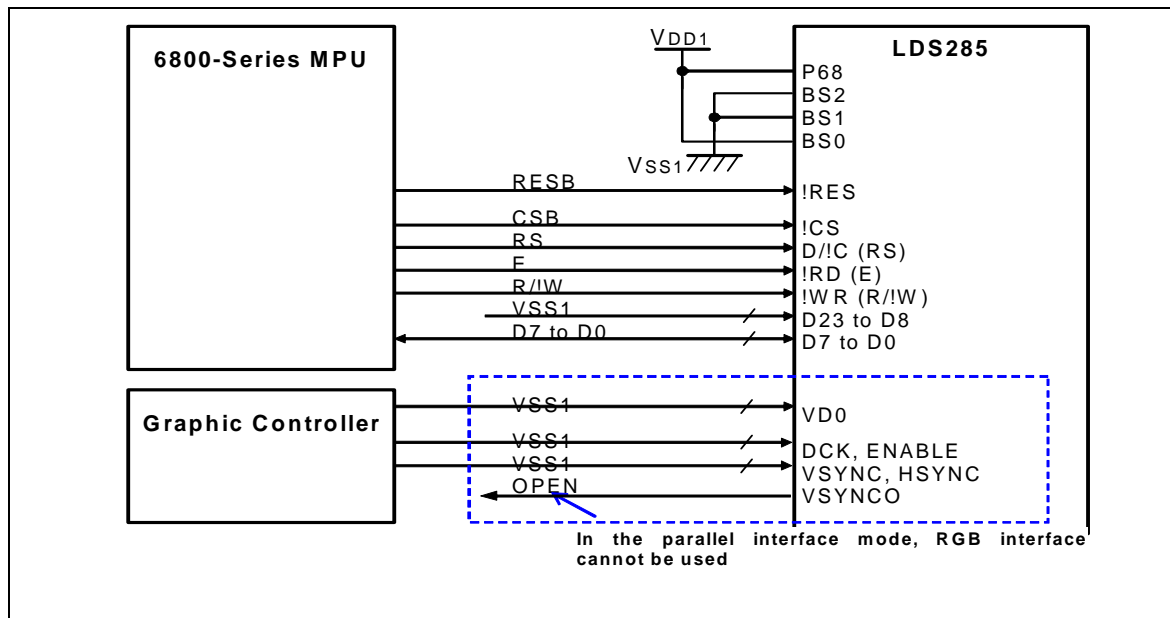 6800-Series MPU
VDD1
LDS285
P68
BS2
BS1
BS0
VSS1
RESB
!RES
CSB
!CS
RS
D/!C (RS)
E
!RD (E)
R/!W
!WR (R/!W)
VSS1
D23 to D8
D7 to D0
D7 to D0
Graphic Controller
VSS1
VD0
VSS1
DCK, ENABLE
VSS1
VSYNC, HSYNC
OPEN
VSYNCO
In the parallel interface mode, RGB interface
cannot be used